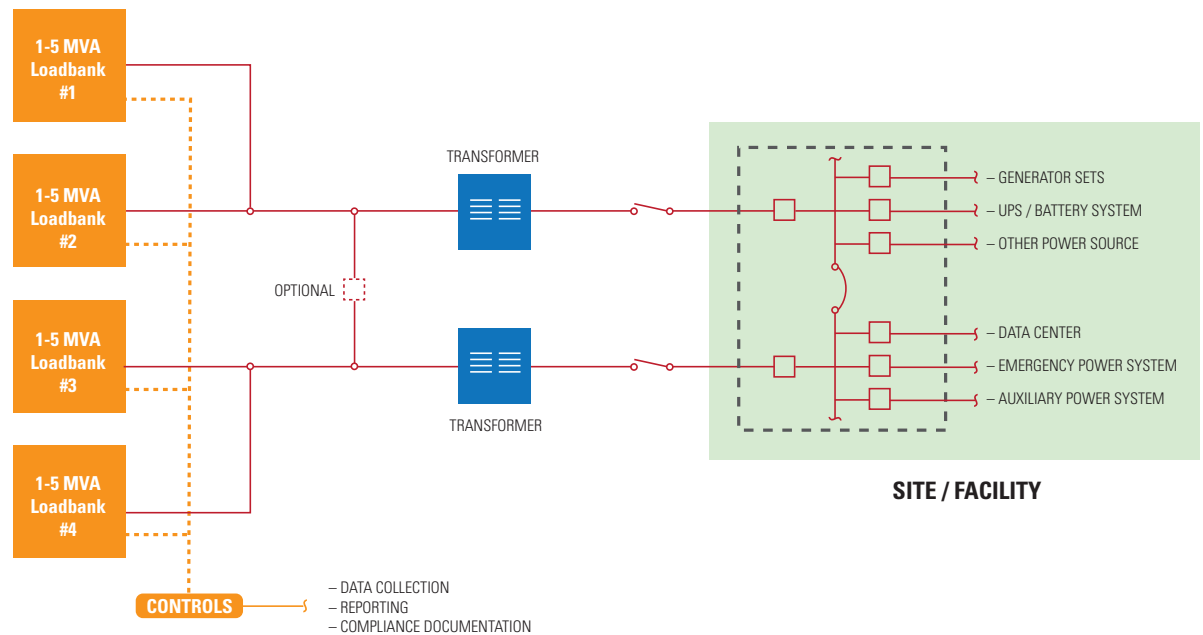 1-5 MVA
Loadbank
#1
1-5 MVA
Loadbank
#2
1-5 MVA
Loadbank
#3
1-5 MVA
Loadbank
#4
TRANSFORMER
OPTIONAL
TRANSFORMER
– GENERATOR SETS
– UPS / BATTERY SYSTEM
– OTHER POWER SOURCE
– DATA CENTER
– EMERGENCY POWER SYSTEM
– AUXILIARY POWER SYSTEM
SITE / FACILITY
CONTROLS
– DATA COLLECTION
– REPORTING
– COMPLIANCE DOCUMENTATION